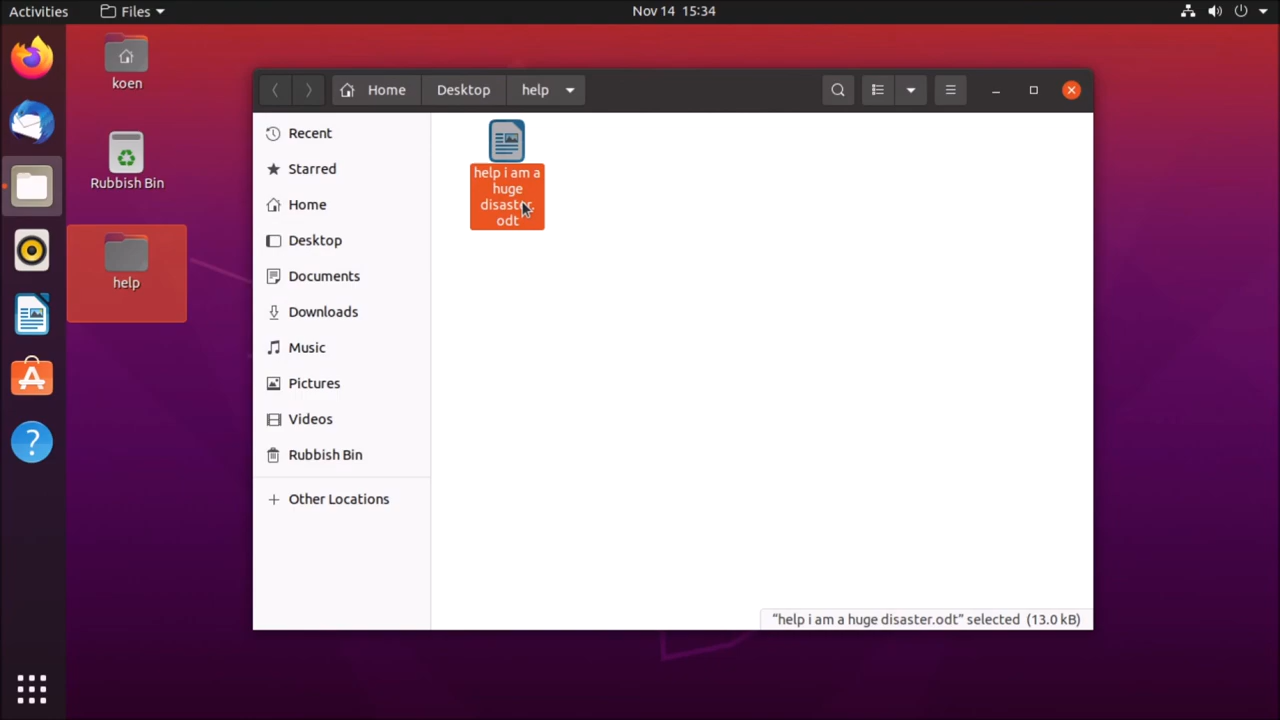 Activities
Files
Nov 14 15:34
koen
Rubbish Bin
help
Home
Desktop
help
Recent
Starred
Home
Desktop
Documents
Downloads
Music
Pictures
Videos
Rubbish Bin
Other Locations
help i am a
huge
disaster.
odt
"help i am a huge disaster.odt" selected (13.0 kB)